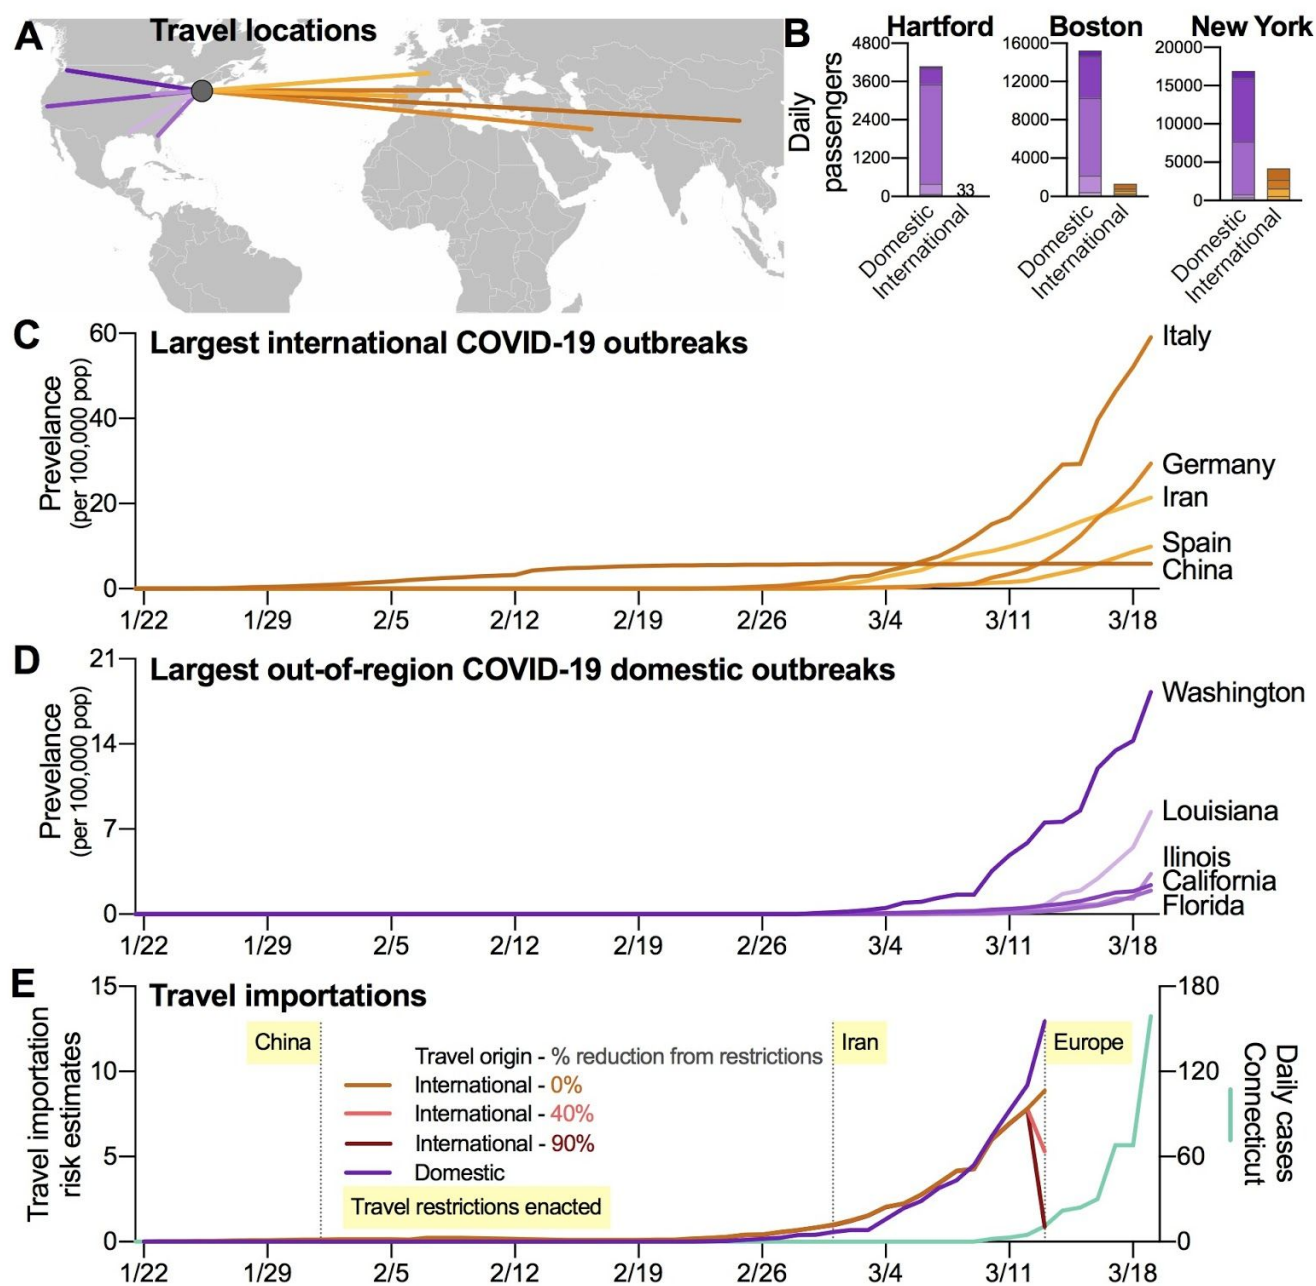 A
Travel locations
B
Hartford
Boston
New York
Daily
passengers
4800
3600
2400
1200
0
33
Domestic
International
16000
12000
8000
4000
0
Domestic
International
20000
15000
10000
5000
0
Domestic
International
C
Largest international COVID-19 outbreaks
Prevelance
(per 100,000 pop)
60
40
20
0
Italy
Germany
Iran
Spain
China
1/22
1/29
2/5
2/12
2/19
2/26
3/4
3/11
3/18
D
Largest out-of-region COVID-19 domestic outbreaks
Prevelance
(per 100,000 pop)
21
14
7
0
Washington
Louisiana
Ilinois
California
Florida
1/22
1/29
2/5
2/12
2/19
2/26
3/4
3/11
3/18
E
Travel importations
Travel importation
risk estimates
15
10
5
0
China
Iran
Europe
Travel origin - % reduction from restrictions
International - 0%
International - 40%
International - 90%
Domestic
Travel restrictions enacted
180
120
60
0
Daily cases
Connecticut
1/22
1/29
2/5
2/12
2/19
2/26
3/4
3/11
3/18